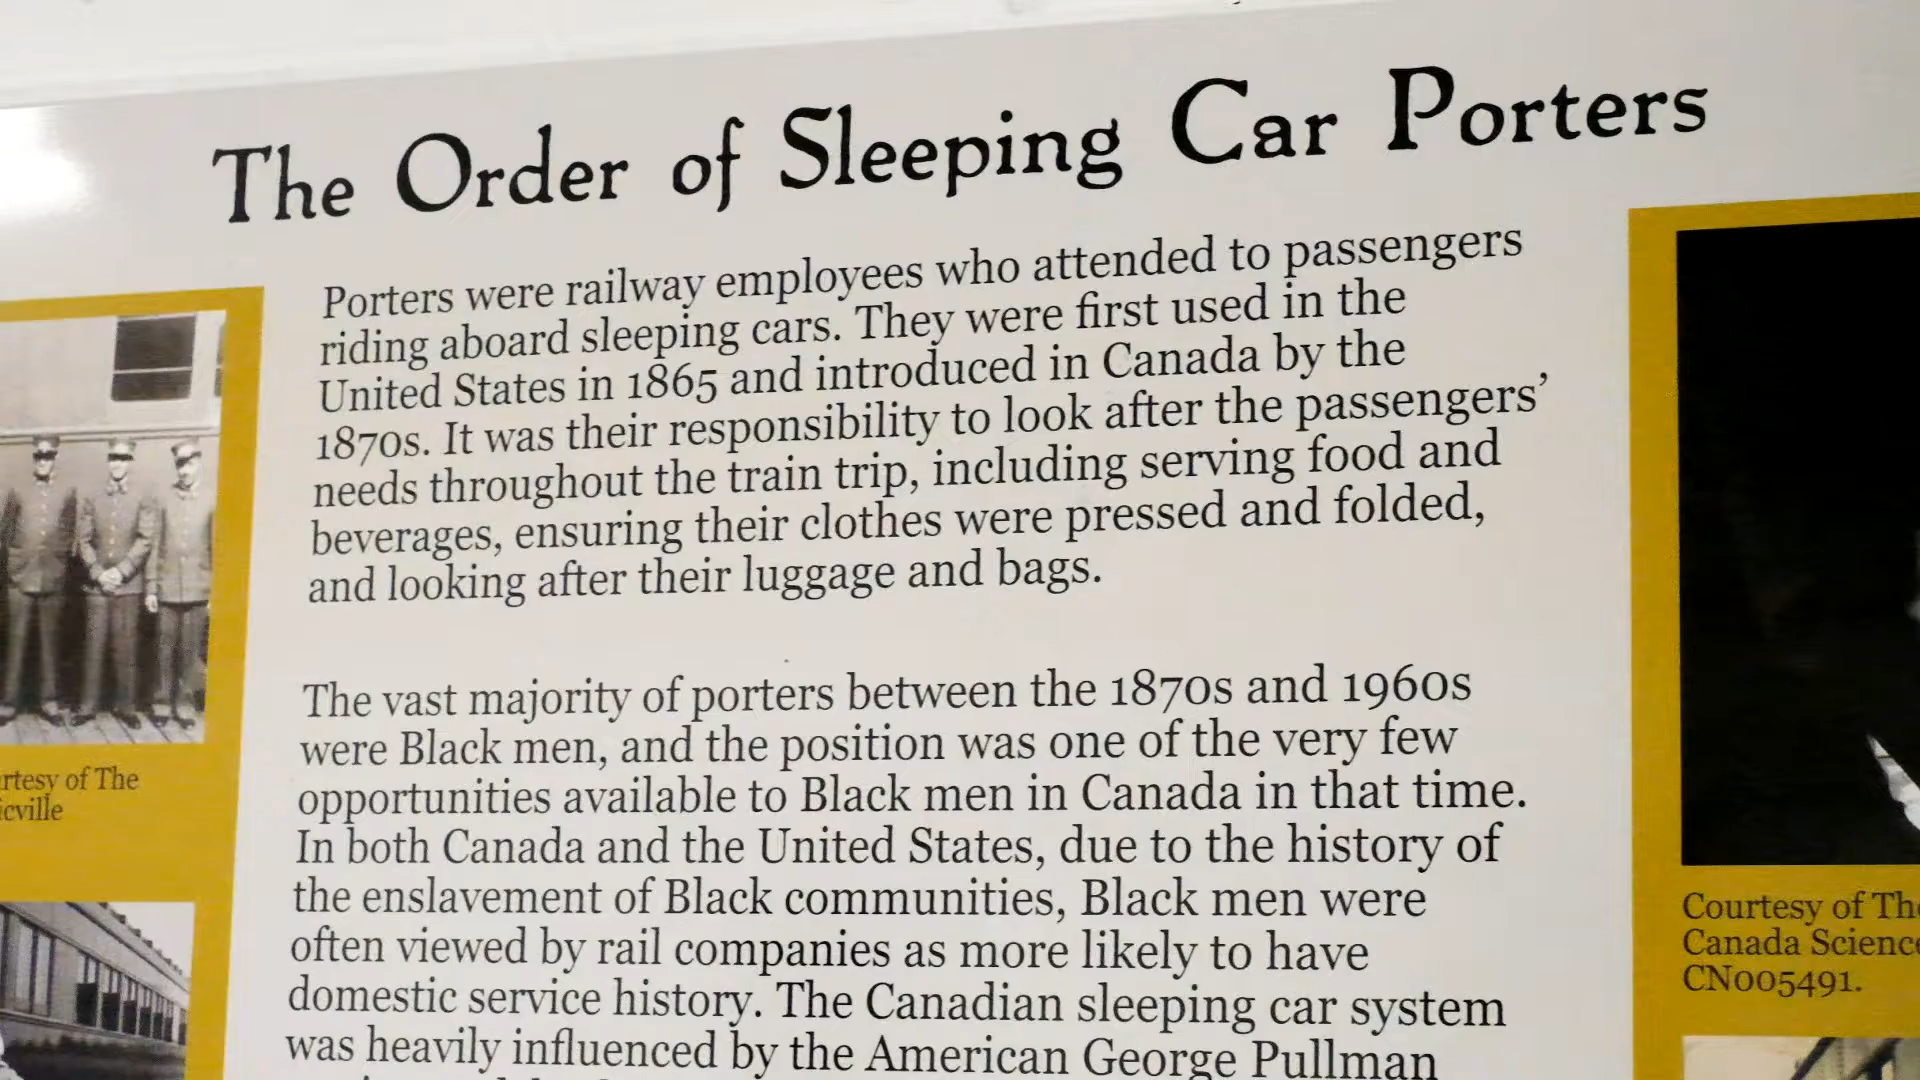 The Order of Sleeping Car Porters
Porters were railway employees who attended to passengers
riding aboard sleeping cars. They were first used in the
United States in 1865 and introduced in Canada by the
1870s. It was their responsibility to look after the passengers’
needs throughout the train trip, including serving food and
beverages, ensuring their clothes were pressed and folded,
and looking after their luggage and bags.
The vast majority of porters between the 1870s and 1960s
were Black men, and the position was one of the very few
opportunities available to Black men in Canada in that time.
In both Canada and the United States, due to the history of
the enslavement of Black communities, Black men were
often viewed by rail companies as more likely to have
domestic service history. The Canadian sleeping car system
was heavily influenced by the American George Pullman
rtesy of The
icville
Courtesy of The
Canada Science
CN005491.